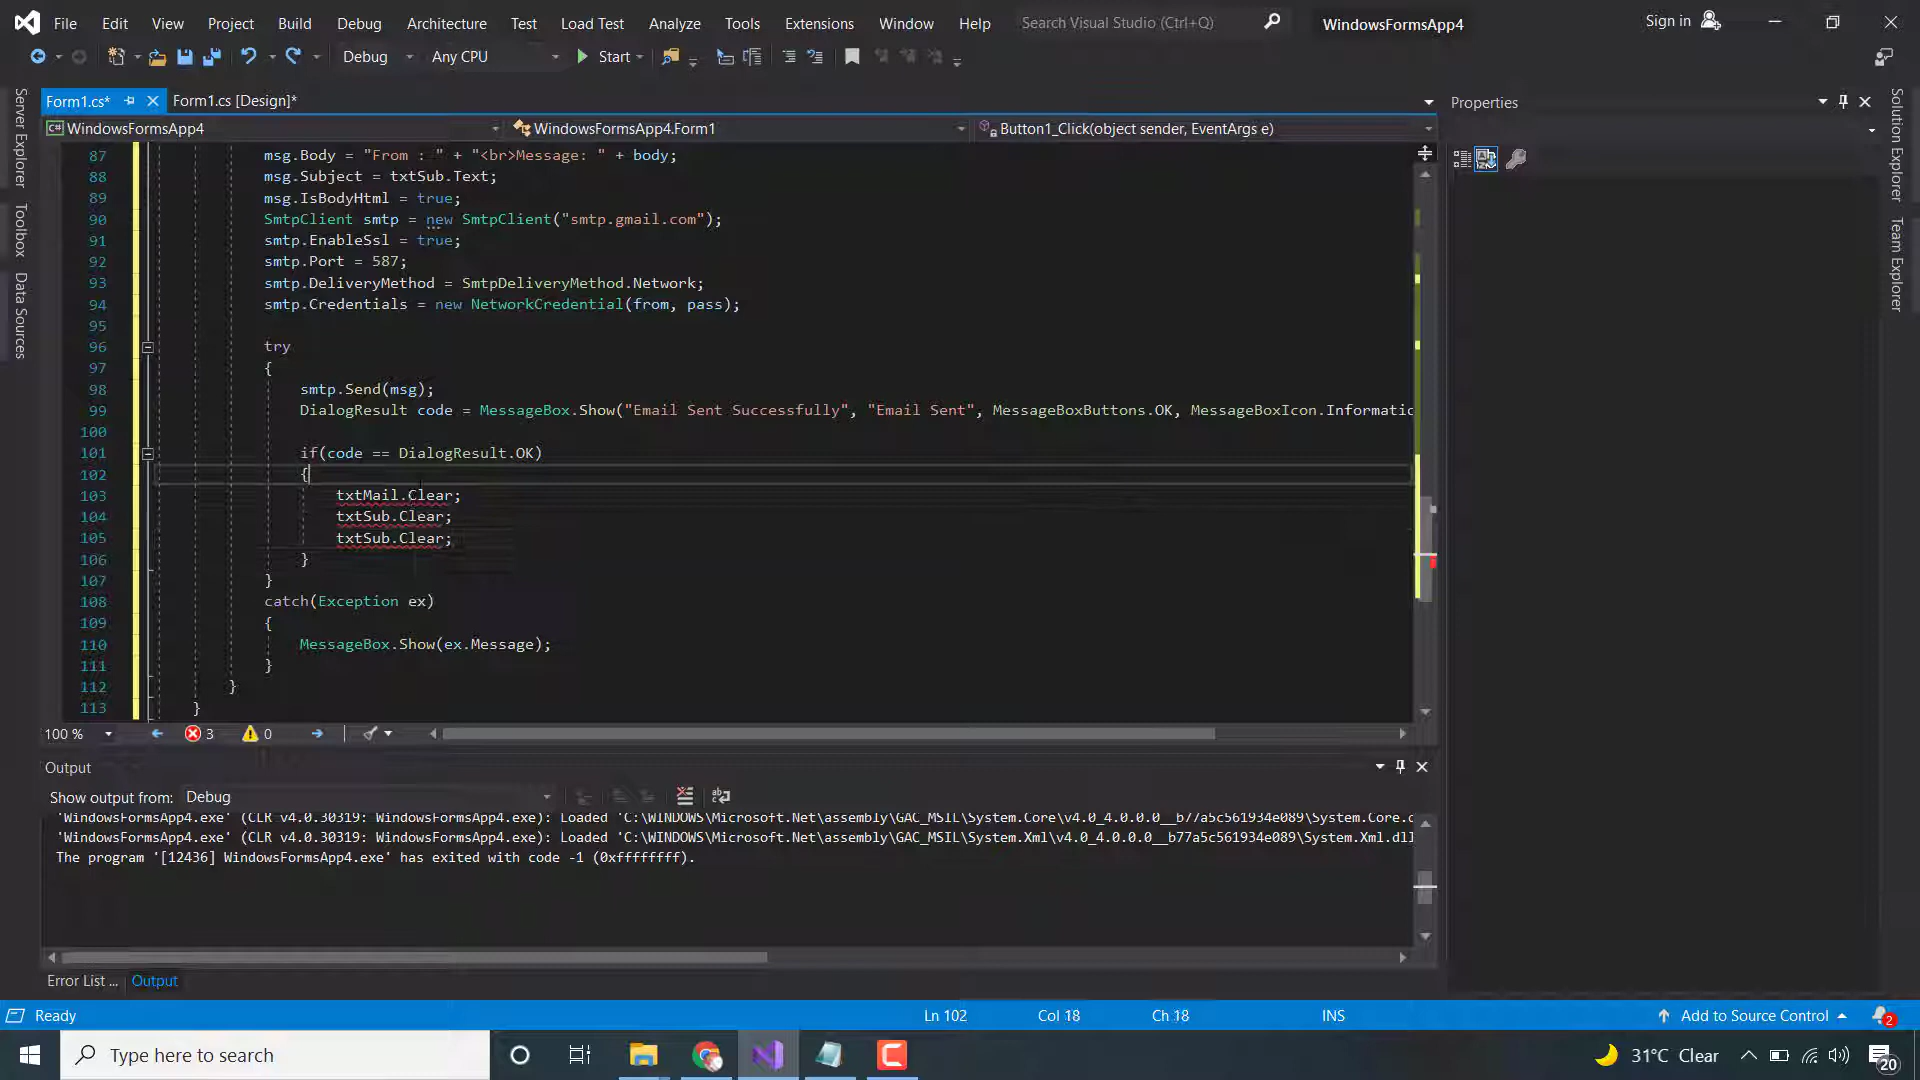 File Edit View Project Build Debug Architecture Test Load Test Analyze Tools Extensions Window Help Search Visual Studio (Ctrl+Q) WindowsFormsApp4 Sign in
Debug Any CPU Start
Form1.cs* Form1.cs [Design]* Properties
WindowsFormsApp4 WindowsFormsApp4.Form1 Button1_Click(object sender, EventArgs e)
Server Explorer
Toolbox
Data Sources
Solution Explorer
Team Explorer
87 msg.Body = "From : " + "<br>Message: " + body;
88 msg.Subject = txtSub.Text;
89 msg.IsBodyHtml = true;
90 SmtpClient smtp = new SmtpClient("smtp.gmail.com");
91 smtp.EnableSsl = true;
92 smtp.Port = 587;
93 smtp.DeliveryMethod = SmtpDeliveryMethod.Network;
94 smtp.Credentials = new NetworkCredential(from, pass);
95
96 try
97 {
98 smtp.Send(msg);
99 DialogResult code = MessageBox.Show("Email Sent Successfully", "Email Sent", MessageBoxButtons.OK, MessageBoxIcon.Informatio
100
101 if(code == DialogResult.OK)
102 {
103 txtMail.Clear;
104 txtSub.Clear;
105 txtSub.Clear;
106 }
107 }
108 catch(Exception ex)
109 {
110 MessageBox.Show(ex.Message);
111 }
112 }
113 }
100 % 3 0
Output
Show output from: Debug
'WindowsFormsApp4.exe' (CLR v4.0.30319: WindowsFormsApp4.exe): Loaded 'C:\WINDOWS\Microsoft.Net\assembly\GAC_MSIL\System.Core\v4.0_4.0.0.0__b77a5c561934e089\System.Core.d
'WindowsFormsApp4.exe' (CLR v4.0.30319: WindowsFormsApp4.exe): Loaded 'C:\WINDOWS\Microsoft.Net\assembly\GAC_MSIL\System.Xml\v4.0_4.0.0.0__b77a5c561934e089\System.Xml.dll
The program '[12436] WindowsFormsApp4.exe' has exited with code -1 (0xffffffff).
Error List ... Output
Ready Ln 102 Col 18 Ch 18 INS Add to Source Control 2
Type here to search 31°C Clear 20